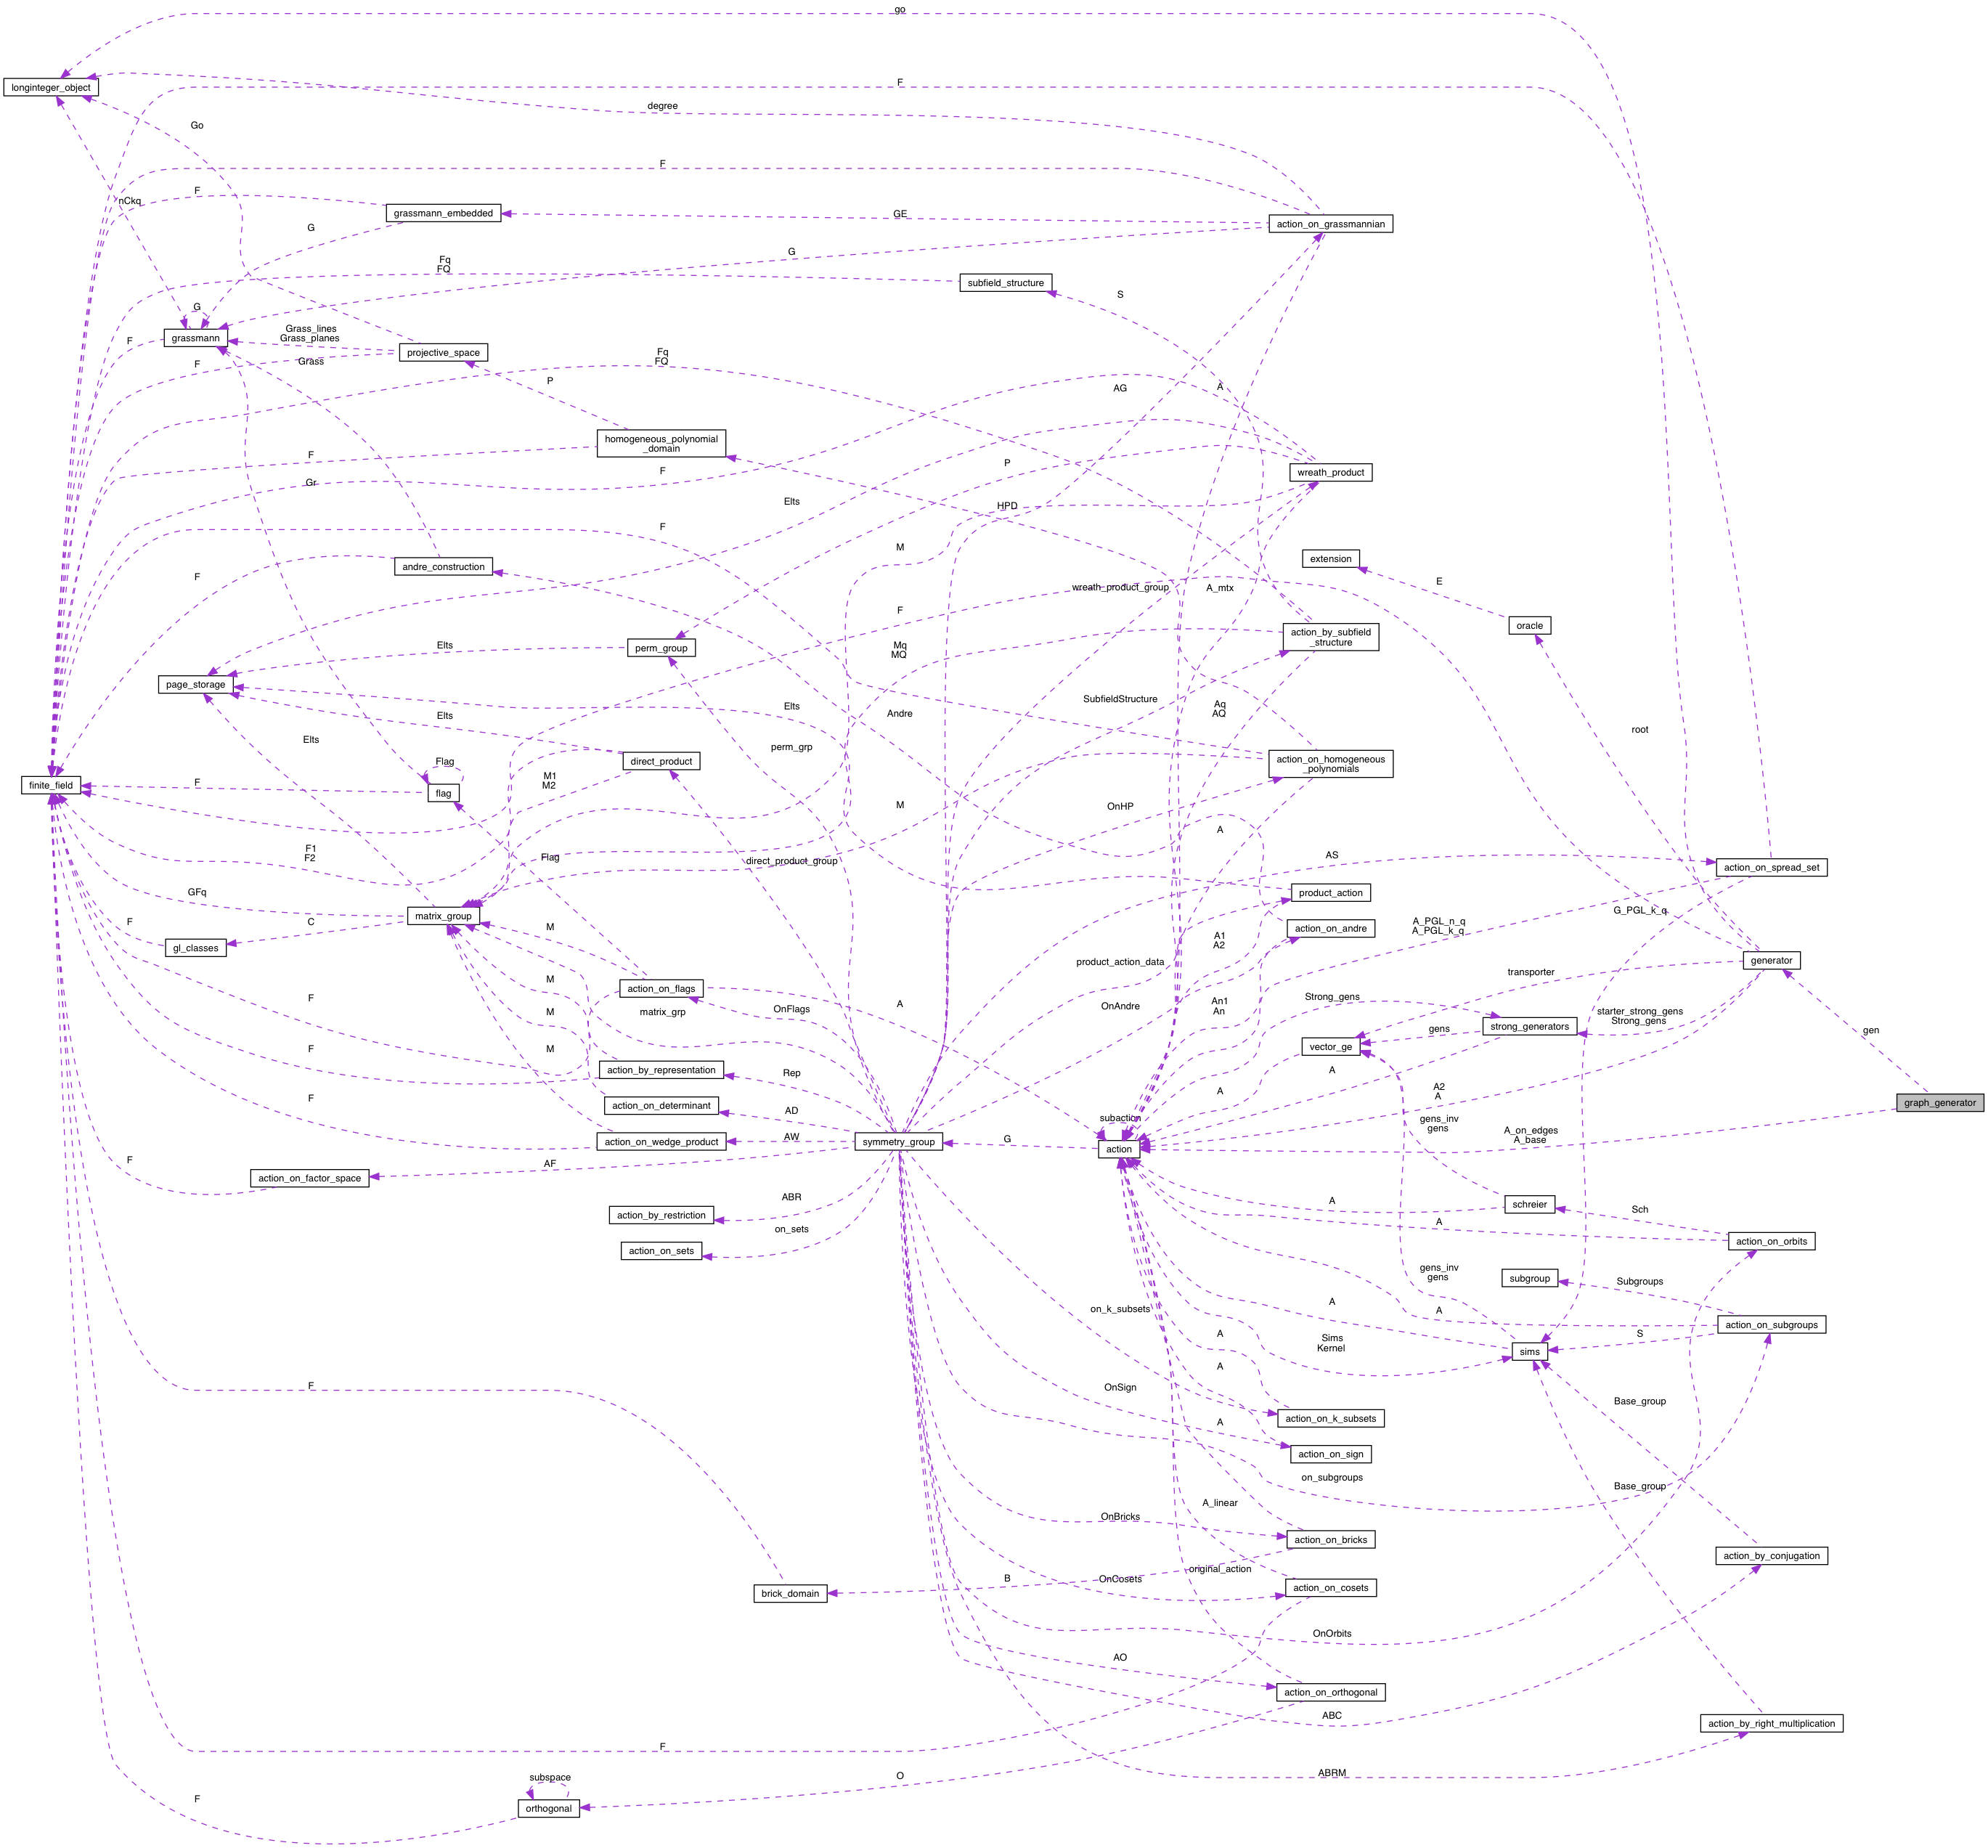 go
longinteger_object
F
degree
Go
F
F
nCkq
grassmann_embedded
GE
action_on_grassmannian
G
G
Fq
FQ
subfield_structure
S
G
grassmann
Grass_lines
Grass_planes
F
projective_space
F
Grass
Fq
FQ
P
AG
A
homogeneous_polynomial
_domain
F
F
P
wreath_product
Gr
Elts
HPD
F
M
extension
andre_construction
E
F
wreath_product_group
A_mtx
F
oracle
action_by_subfield
_structure
perm_group
Elts
Mq
MQ
page_storage
SubfieldStructure
Aq
AQ
Elts
Elts
Andre
root
Elts
perm_grp
direct_product
Flag
action_on_homogeneous
_polynomials
M1
M2
finite_field
F
flag
M
OnHP
A
F1
F2
Flag
direct_product_group
AS
action_on_spread_set
GFq
product_action
matrix_group
C
F
gl_classes
M
A_PGL_n_q
A_PGL_k_q
G_PGL_k_q
action_on_andre
A1
A2
generator
product_action_data
transporter
M
action_on_flags
F
matrix_grp
OnFlags
A
OnAndre
An1
An
Strong_gens
starter_strong_gens
Strong_gens
M
strong_generators
gens
gen
vector_ge
F
M
action_by_representation
Rep
A
A
A2
A
F
action_on_determinant
AD
subaction
gens_inv
gens
graph_generator
A_on_edges
A_base
action_on_wedge_product
AW
symmetry_group
G
action
F
AF
action_on_factor_space
ABR
A
schreier
Sch
action_by_restriction
A
on_sets
action_on_orbits
action_on_sets
gens_inv
gens
subgroup
Subgroups
on_k_subsets
A
A
action_on_subgroups
A
Sims
Kernel
S
sims
A
OnSign
F
Base_group
action_on_k_subsets
A
action_on_sign
on_subgroups
Base_group
A_linear
OnBricks
action_on_bricks
action_by_conjugation
original_action
B
OnCosets
action_on_cosets
brick_domain
OnOrbits
AO
action_on_orthogonal
ABC
action_by_right_multiplication
F
ABRM
O
subspace
F
orthogonal